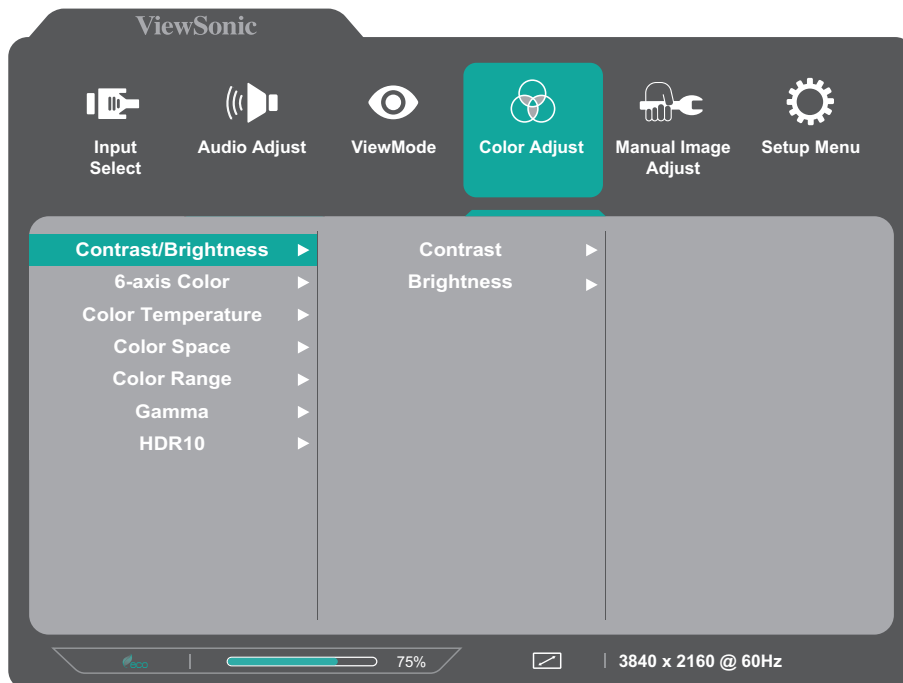 ViewSonic
Input
Select
Audio Adjust
ViewMode
Color Adjust
Manual Image
Adjust
Setup Menu
Contrast/Brightness
6-axis Color
Color Temperature
Color Space
Color Range
Gamma
HDR10
Contrast
Brightness
eco
75%
3840 x 2160 @ 60Hz